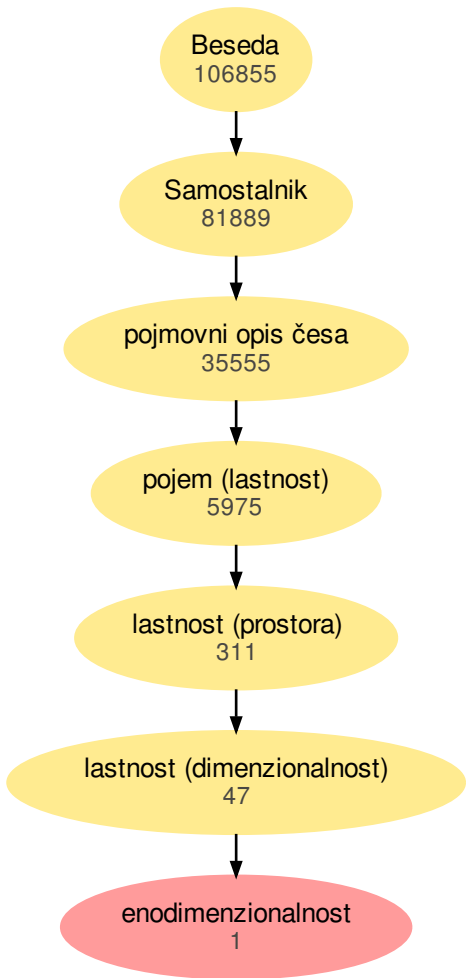 Beseda
106855
Samostalnik
81889
pojmovni opis česa
35555
pojem (lastnost)
5975
lastnost (prostora)
311
lastnost (dimenzionalnost)
47
enodimenzionalnost
1